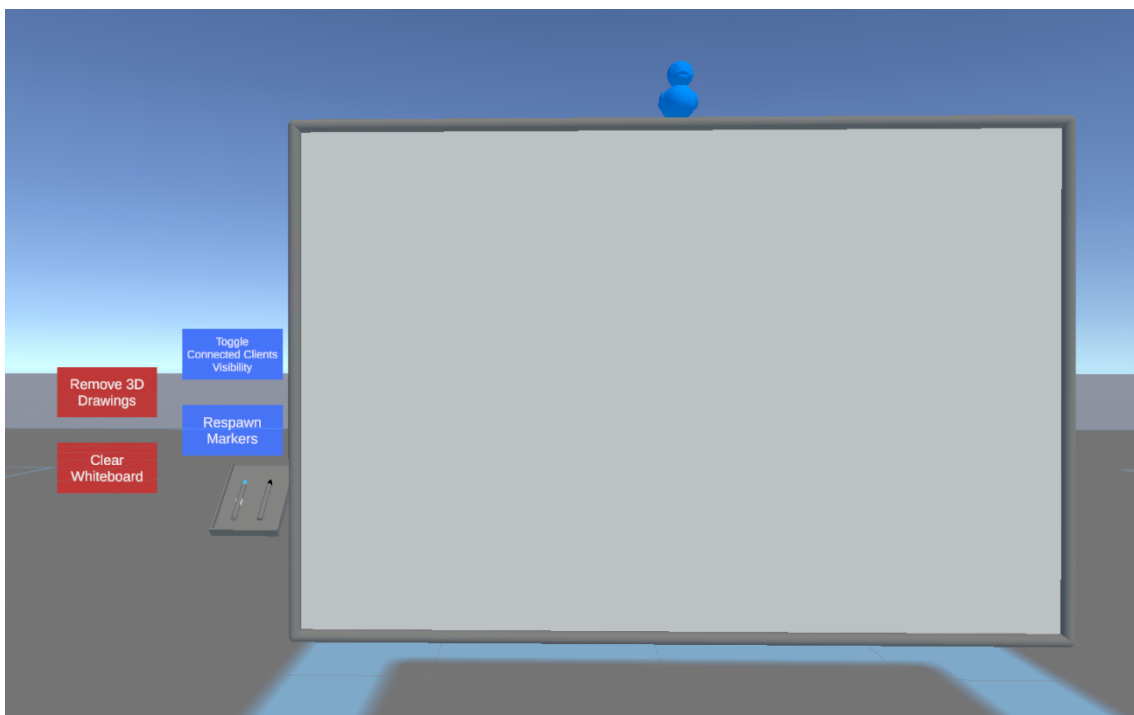 Toggle
Connected Clients
Visibility
Remove 3D
Drawings
Respawn
Markers
Clear
Whiteboard